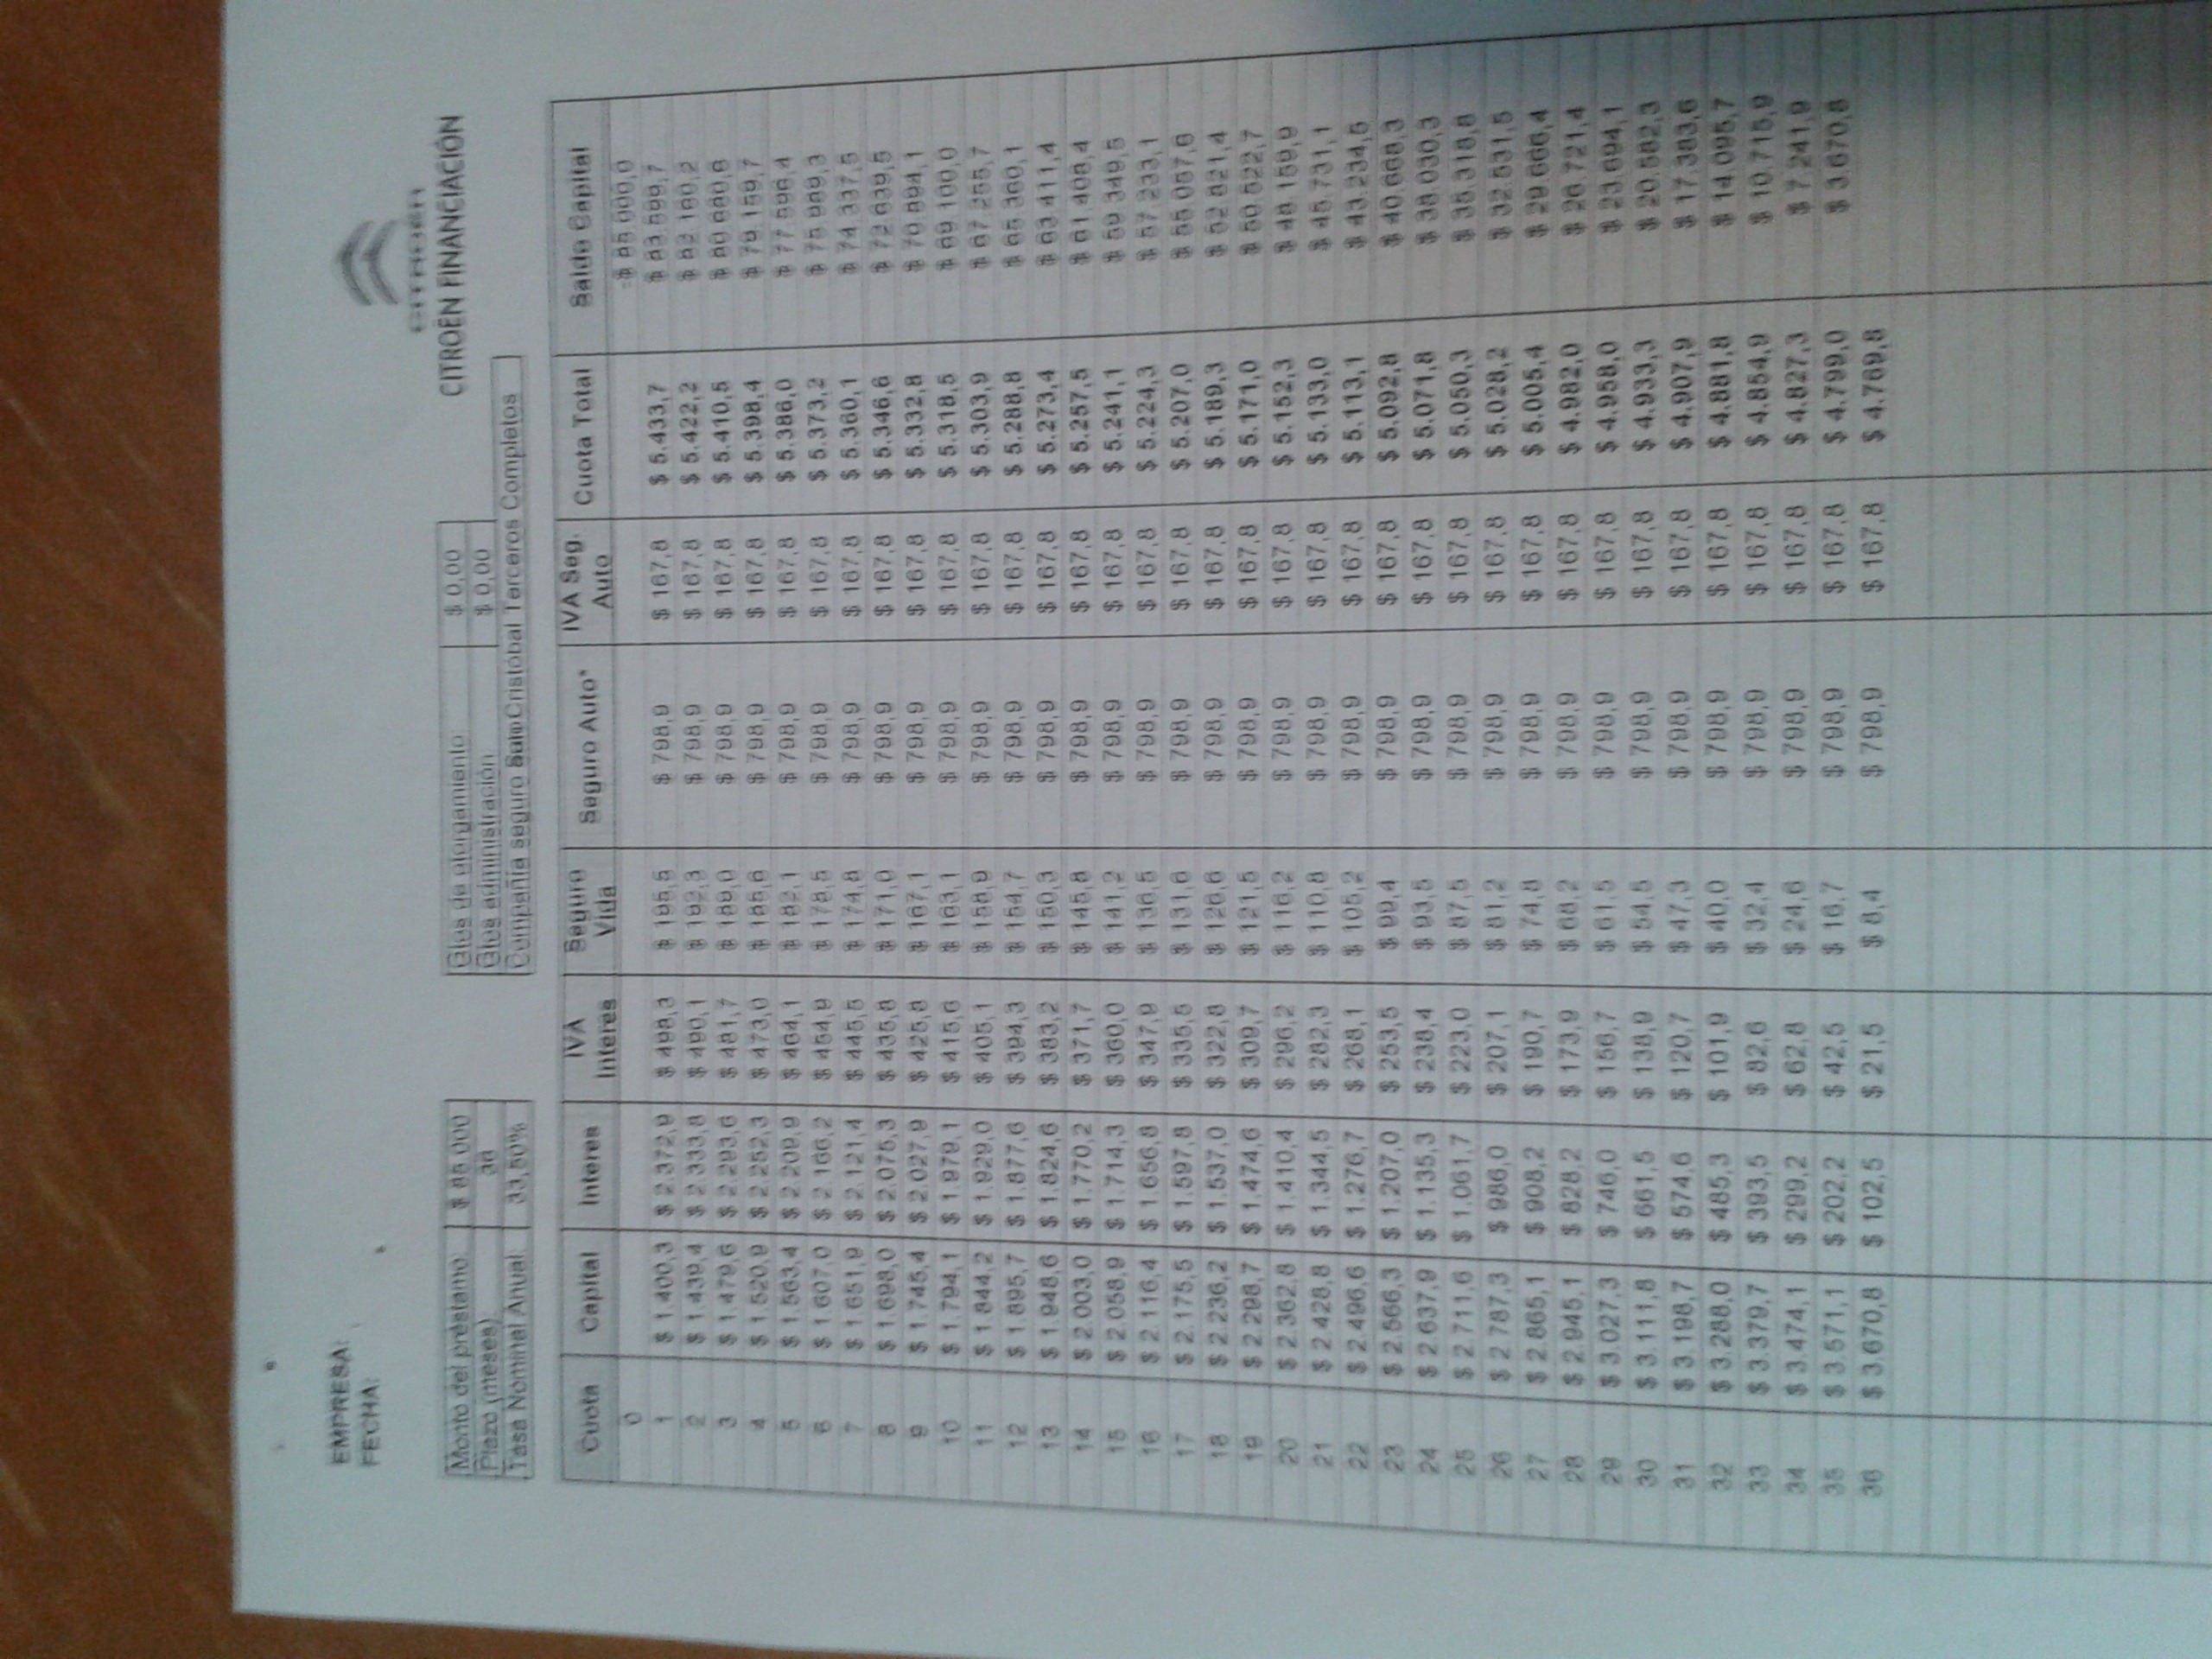 EMPRESA:
FECHA:
CITROËN
CITROËN FINANCIACIÓN
Monto del préstamo: $ 85.000
Plazo (meses) 36
Tasa Nominal Anual: 33,50%
Gtos de otorgamiento: $ 0,00
Gtos administración $ 0,00
Compañía seguro Cristóbal Terceros Completos
Cuota Capital Interes IVA Interes Seguro Vida Seguro Auto* IVA Seg. Auto Cuota Total Saldo Capital
0 $ 85.000,0
1 $ 1.400,3 $ 2.372,9 $ 498,3 $ 195,5 $ 798,9 $ 167,8 $ 5.433,7 $ 83.599,7
2 $ 1.439,4 $ 2.333,8 $ 490,1 $ 192,3 $ 798,9 $ 167,8 $ 5.422,2 $ 82.160,2
3 $ 1.479,6 $ 2.293,6 $ 481,7 $ 189,0 $ 798,9 $ 167,8 $ 5.410,5 $ 80.680,6
4 $ 1.520,9 $ 2.252,3 $ 473,0 $ 185,6 $ 798,9 $ 167,8 $ 5.398,4 $ 79.159,7
5 $ 1.563,4 $ 2.209,9 $ 464,1 $ 182,1 $ 798,9 $ 167,8 $ 5.386,0 $ 77.596,4
6 $ 1.607,0 $ 2.166,2 $ 454,9 $ 178,5 $ 798,9 $ 167,8 $ 5.373,2 $ 75.989,3
7 $ 1.651,9 $ 2.121,4 $ 445,5 $ 174,8 $ 798,9 $ 167,8 $ 5.360,1 $ 74.337,5
8 $ 1.698,0 $ 2.075,3 $ 435,8 $ 171,0 $ 798,9 $ 167,8 $ 5.346,6 $ 72.639,5
9 $ 1.745,4 $ 2.027,9 $ 425,8 $ 167,1 $ 798,9 $ 167,8 $ 5.332,8 $ 70.894,1
10 $ 1.794,1 $ 1.979,1 $ 415,6 $ 163,1 $ 798,9 $ 167,8 $ 5.318,5 $ 69.100,0
11 $ 1.844,2 $ 1.929,0 $ 405,1 $ 158,9 $ 798,9 $ 167,8 $ 5.303,9 $ 67.255,7
12 $ 1.895,7 $ 1.877,6 $ 394,3 $ 154,7 $ 798,9 $ 167,8 $ 5.288,8 $ 65.360,1
13 $ 1.948,6 $ 1.824,6 $ 383,2 $ 150,3 $ 798,9 $ 167,8 $ 5.273,4 $ 63.411,4
14 $ 2.003,0 $ 1.770,2 $ 371,7 $ 145,8 $ 798,9 $ 167,8 $ 5.257,5 $ 61.408,4
15 $ 2.058,9 $ 1.714,3 $ 360,0 $ 141,2 $ 798,9 $ 167,8 $ 5.241,1 $ 59.349,5
16 $ 2.116,4 $ 1.656,8 $ 347,9 $ 136,5 $ 798,9 $ 167,8 $ 5.224,3 $ 57.233,1
17 $ 2.175,5 $ 1.597,8 $ 335,5 $ 131,6 $ 798,9 $ 167,8 $ 5.207,0 $ 55.057,6
18 $ 2.236,2 $ 1.537,0 $ 322,8 $ 126,6 $ 798,9 $ 167,8 $ 5.189,3 $ 52.821,4
19 $ 2.298,7 $ 1.474,6 $ 309,7 $ 121,5 $ 798,9 $ 167,8 $ 5.171,0 $ 50.522,7
20 $ 2.362,8 $ 1.410,4 $ 296,2 $ 116,2 $ 798,9 $ 167,8 $ 5.152,3 $ 48.159,9
21 $ 2.428,8 $ 1.344,5 $ 282,3 $ 110,8 $ 798,9 $ 167,8 $ 5.133,0 $ 45.731,1
22 $ 2.496,6 $ 1.276,7 $ 268,1 $ 105,2 $ 798,9 $ 167,8 $ 5.113,1 $ 43.234,5
23 $ 2.566,3 $ 1.207,0 $ 253,5 $ 99,4 $ 798,9 $ 167,8 $ 5.092,8 $ 40.668,3
24 $ 2.637,9 $ 1.135,3 $ 238,4 $ 93,5 $ 798,9 $ 167,8 $ 5.071,8 $ 38.030,3
25 $ 2.711,6 $ 1.061,7 $ 223,0 $ 87,5 $ 798,9 $ 167,8 $ 5.050,3 $ 35.318,8
26 $ 2.787,3 $ 986,0 $ 207,1 $ 81,2 $ 798,9 $ 167,8 $ 5.028,2 $ 32.531,5
27 $ 2.865,1 $ 908,2 $ 190,7 $ 74,8 $ 798,9 $ 167,8 $ 5.005,4 $ 29.666,4
28 $ 2.945,1 $ 828,2 $ 173,9 $ 68,2 $ 798,9 $ 167,8 $ 4.982,0 $ 26.721,4
29 $ 3.027,3 $ 746,0 $ 156,7 $ 61,5 $ 798,9 $ 167,8 $ 4.958,0 $ 23.694,1
30 $ 3.111,8 $ 661,5 $ 138,9 $ 54,5 $ 798,9 $ 167,8 $ 4.933,3 $ 20.582,3
31 $ 3.198,7 $ 574,6 $ 120,7 $ 47,3 $ 798,9 $ 167,8 $ 4.907,9 $ 17.383,6
32 $ 3.288,0 $ 485,3 $ 101,9 $ 40,0 $ 798,9 $ 167,8 $ 4.881,8 $ 14.095,7
33 $ 3.379,7 $ 393,5 $ 82,6 $ 32,4 $ 798,9 $ 167,8 $ 4.854,9 $ 10.715,9
34 $ 3.474,1 $ 299,2 $ 62,8 $ 24,6 $ 798,9 $ 167,8 $ 4.827,3 $ 7.241,9
35 $ 3.571,1 $ 202,2 $ 42,5 $ 16,7 $ 798,9 $ 167,8 $ 4.799,0 $ 3.670,8
36 $ 3.670,8 $ 102,5 $ 21,5 $ 8,4 $ 798,9 $ 167,8 $ 4.769,8